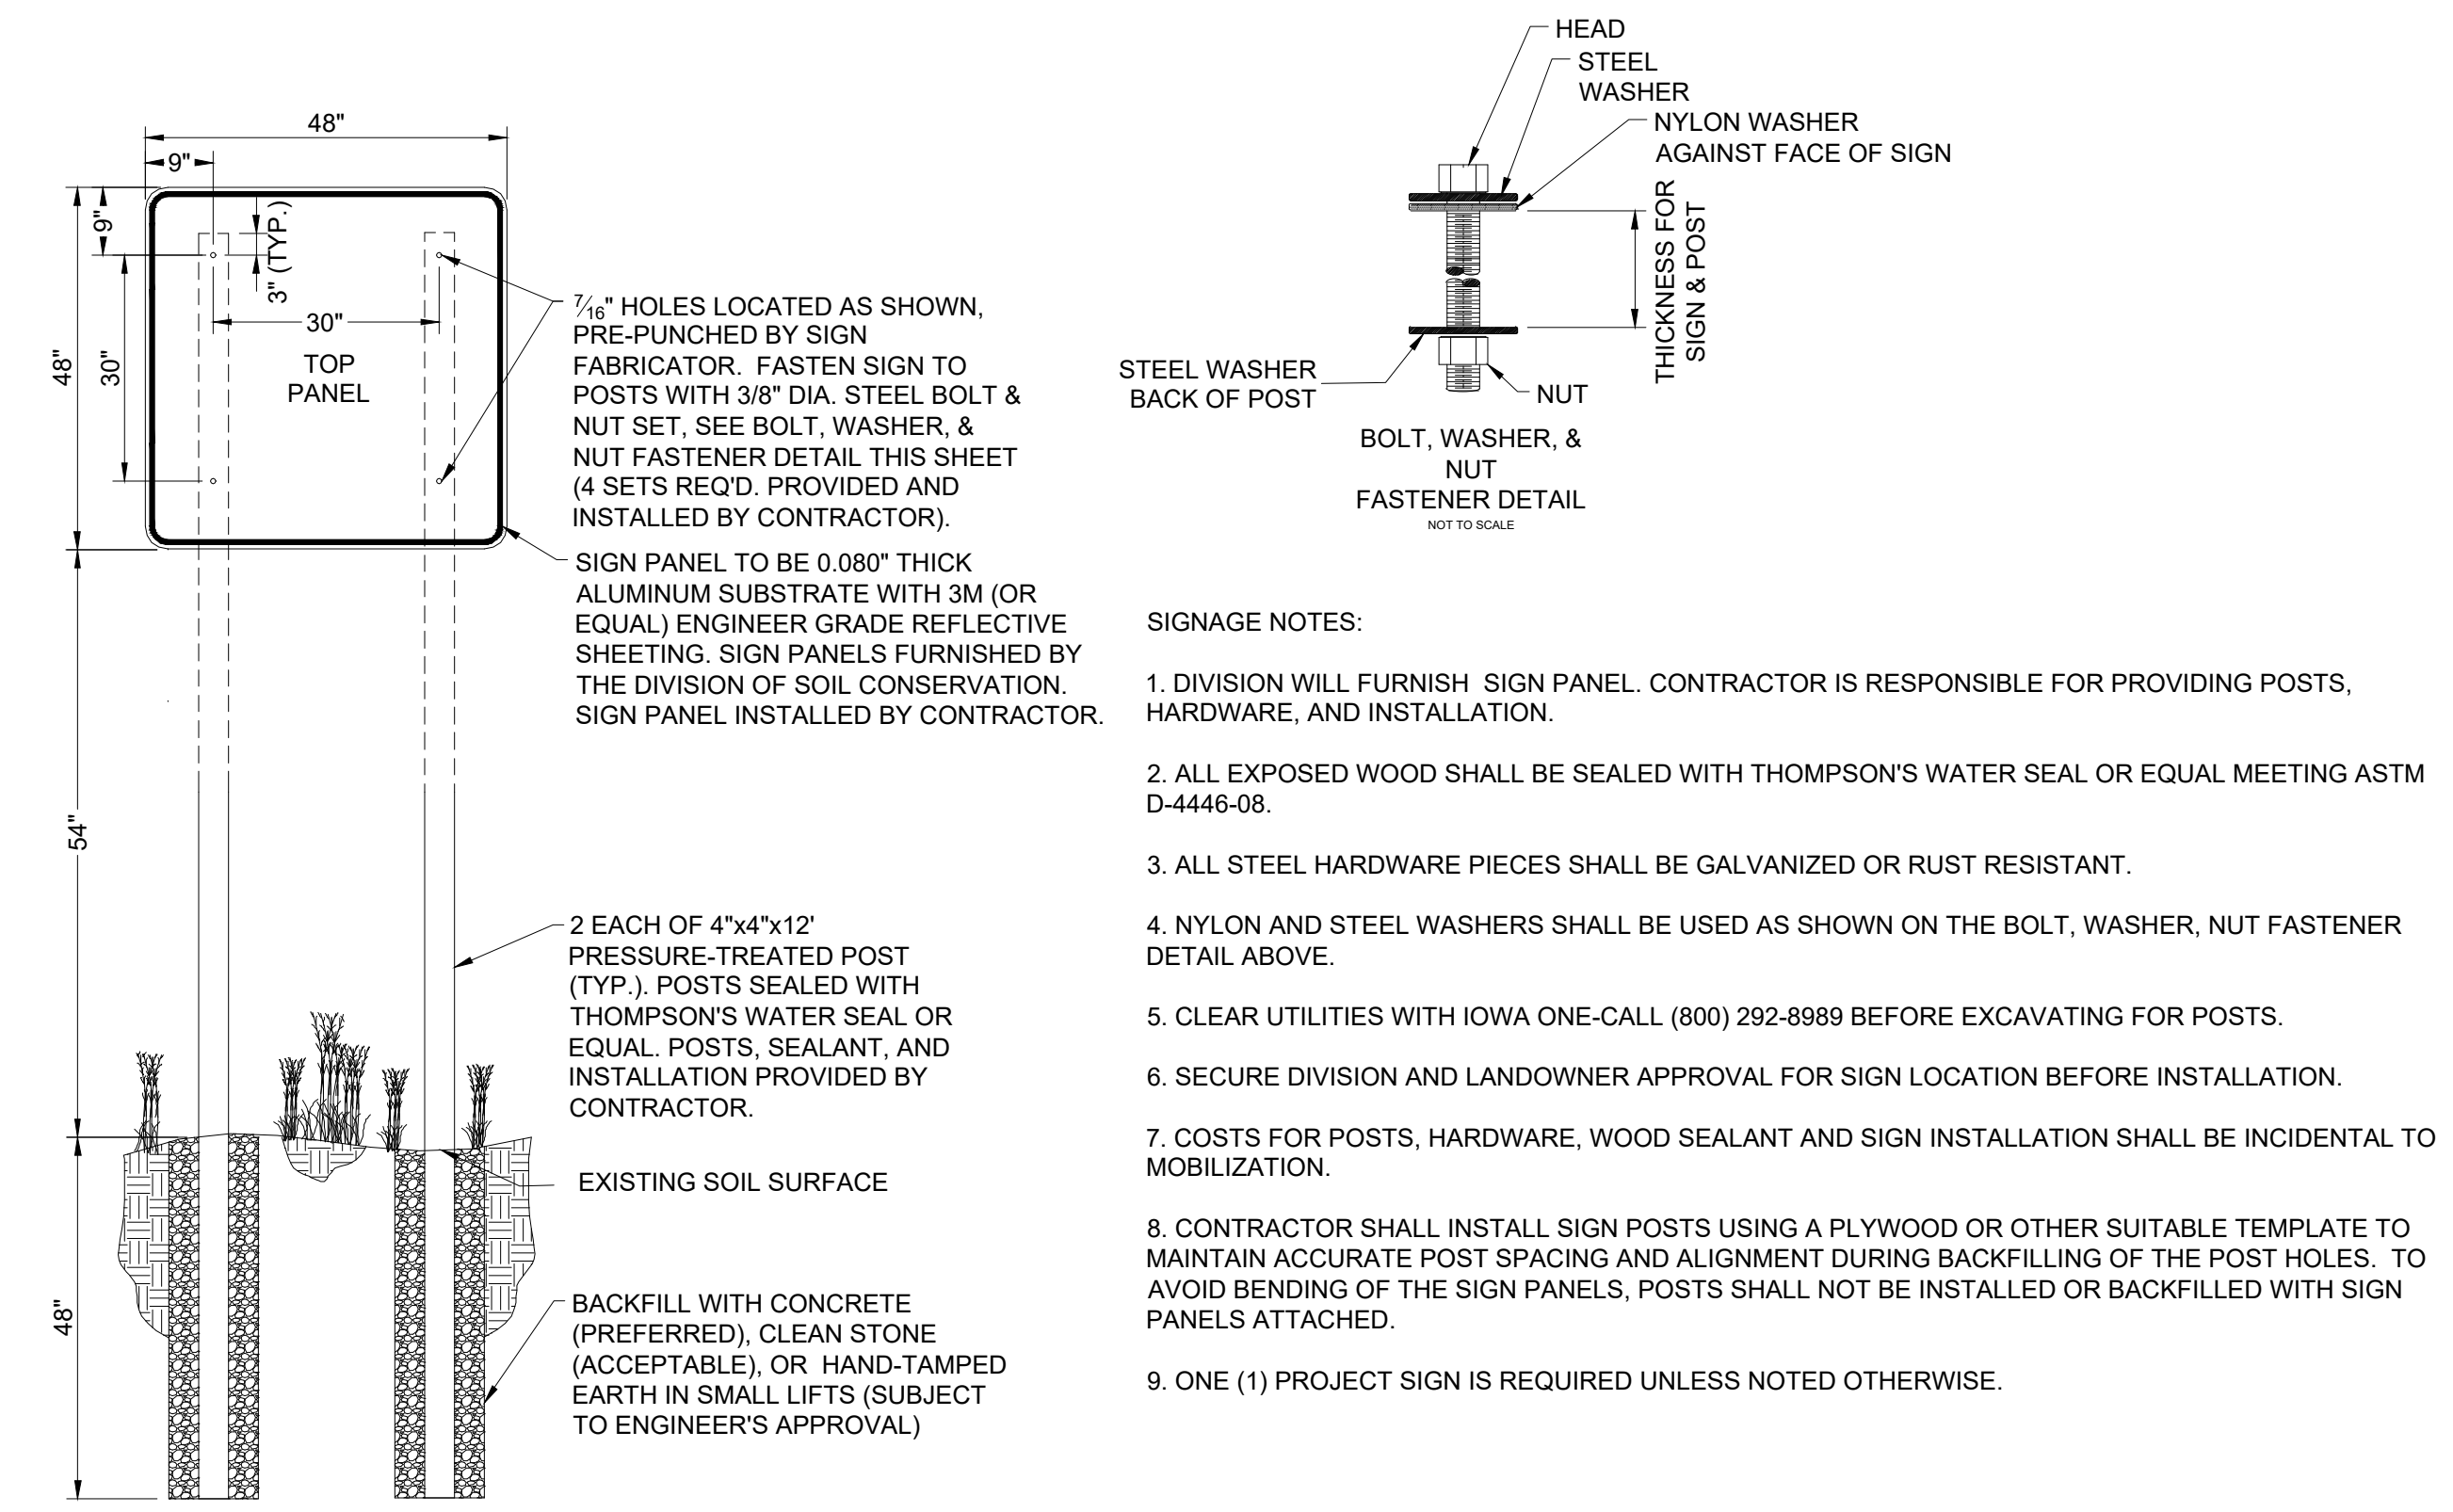 48"
9"
9"
3" (TYP.)
30"
30"
48"
TOP
PANEL
54"
48"
7/16" HOLES LOCATED AS SHOWN,
PRE-PUNCHED BY SIGN
FABRICATOR.  FASTEN SIGN TO
POSTS WITH 3/8" DIA. STEEL BOLT &
NUT SET, SEE BOLT, WASHER, &
NUT FASTENER DETAIL THIS SHEET
(4 SETS REQ'D. PROVIDED AND
INSTALLED BY CONTRACTOR).
SIGN PANEL TO BE 0.080" THICK
ALUMINUM SUBSTRATE WITH 3M (OR
EQUAL) ENGINEER GRADE REFLECTIVE
SHEETING. SIGN PANELS FURNISHED BY
THE DIVISION OF SOIL CONSERVATION.
SIGN PANEL INSTALLED BY CONTRACTOR.
2 EACH OF 4"x4"x12'
PRESSURE-TREATED POST
(TYP.). POSTS SEALED WITH
THOMPSON'S WATER SEAL OR
EQUAL. POSTS, SEALANT, AND
INSTALLATION PROVIDED BY
CONTRACTOR.
EXISTING SOIL SURFACE
BACKFILL WITH CONCRETE
(PREFERRED), CLEAN STONE
(ACCEPTABLE), OR  HAND-TAMPED
EARTH IN SMALL LIFTS (SUBJECT
TO ENGINEER'S APPROVAL)
HEAD
STEEL
WASHER
NYLON WASHER
AGAINST FACE OF SIGN
THICKNESS FOR
SIGN & POST
STEEL WASHER
BACK OF POST
NUT
BOLT, WASHER, &
NUT
FASTENER DETAIL
NOT TO SCALE
SIGNAGE NOTES:
1. DIVISION WILL FURNISH  SIGN PANEL. CONTRACTOR IS RESPONSIBLE FOR PROVIDING POSTS,
HARDWARE, AND INSTALLATION.
2. ALL EXPOSED WOOD SHALL BE SEALED WITH THOMPSON'S WATER SEAL OR EQUAL MEETING ASTM
D-4446-08.
3. ALL STEEL HARDWARE PIECES SHALL BE GALVANIZED OR RUST RESISTANT.
4. NYLON AND STEEL WASHERS SHALL BE USED AS SHOWN ON THE BOLT, WASHER, NUT FASTENER
DETAIL ABOVE.
5. CLEAR UTILITIES WITH IOWA ONE-CALL (800) 292-8989 BEFORE EXCAVATING FOR POSTS.
6. SECURE DIVISION AND LANDOWNER APPROVAL FOR SIGN LOCATION BEFORE INSTALLATION.
7. COSTS FOR POSTS, HARDWARE, WOOD SEALANT AND SIGN INSTALLATION SHALL BE INCIDENTAL TO
MOBILIZATION.
8. CONTRACTOR SHALL INSTALL SIGN POSTS USING A PLYWOOD OR OTHER SUITABLE TEMPLATE TO
MAINTAIN ACCURATE POST SPACING AND ALIGNMENT DURING BACKFILLING OF THE POST HOLES.  TO
AVOID BENDING OF THE SIGN PANELS, POSTS SHALL NOT BE INSTALLED OR BACKFILLED WITH SIGN
PANELS ATTACHED.
9. ONE (1) PROJECT SIGN IS REQUIRED UNLESS NOTED OTHERWISE.